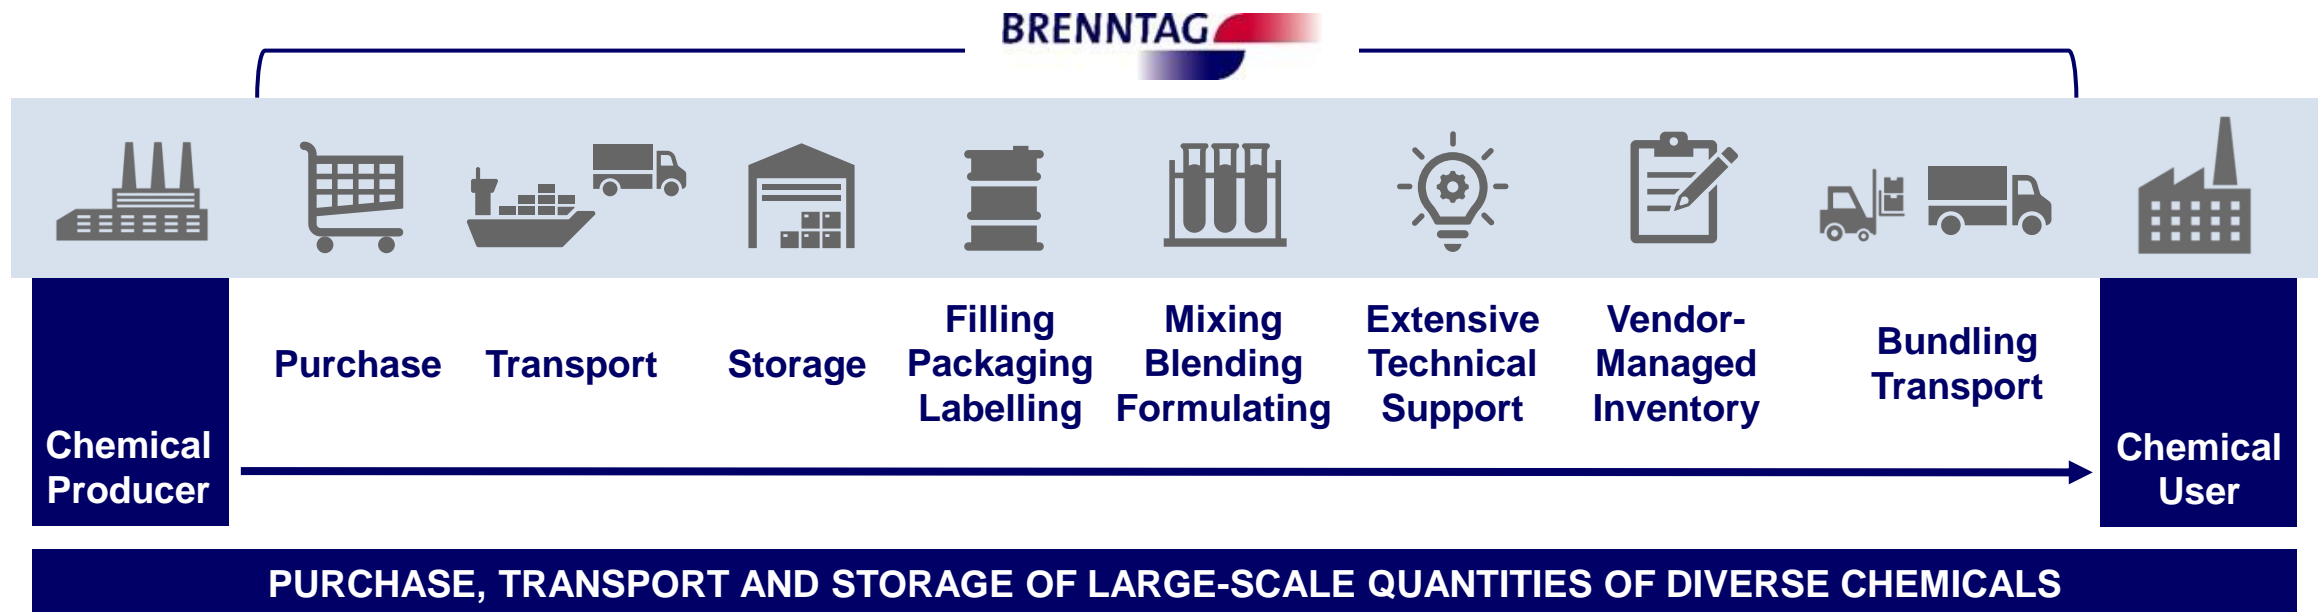 BRENNTAG
Purchase
Transport
Storage
Filling
Packaging
Labelling
Mixing
Blending
Formulating
Extensive
Technical
Support
Vendor-
Managed
Inventory
Bundling
Transport
Chemical
Producer
Chemical
User
PURCHASE, TRANSPORT AND STORAGE OF LARGE-SCALE QUANTITIES OF DIVERSE CHEMICALS